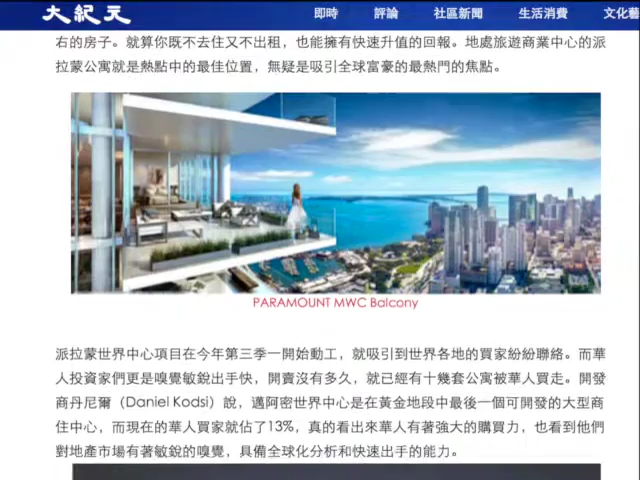 大紀元
即時 評論 社區新聞 生活消費 文化藝
右的房子。就算你既不去住又不出租，也能擁有快速升值的回報。地處旅遊商業中心的派
拉蒙公寓就是熱點中的最佳位置，無疑是吸引全球富豪的最熱門的焦點。
PARAMOUNT MWC Balcony
派拉蒙世界中心項目在今年第三季一開始動工，就吸引到世界各地的買家紛紛聯絡。而華
人投資家們更是嗅覺敏銳出手快，開賣沒有多久，就已經有十幾套公寓被華人買走。開發
商丹尼爾（Daniel Kodsi）說，邁阿密世界中心是在黃金地段中最後一個可開發的大型商
住中心，而現在的華人買家就佔了13%，真的看出來華人有著強大的購買力，也看到他們
對地產市場有著敏銳的嗅覺，具備全球化分析和快速出手的能力。